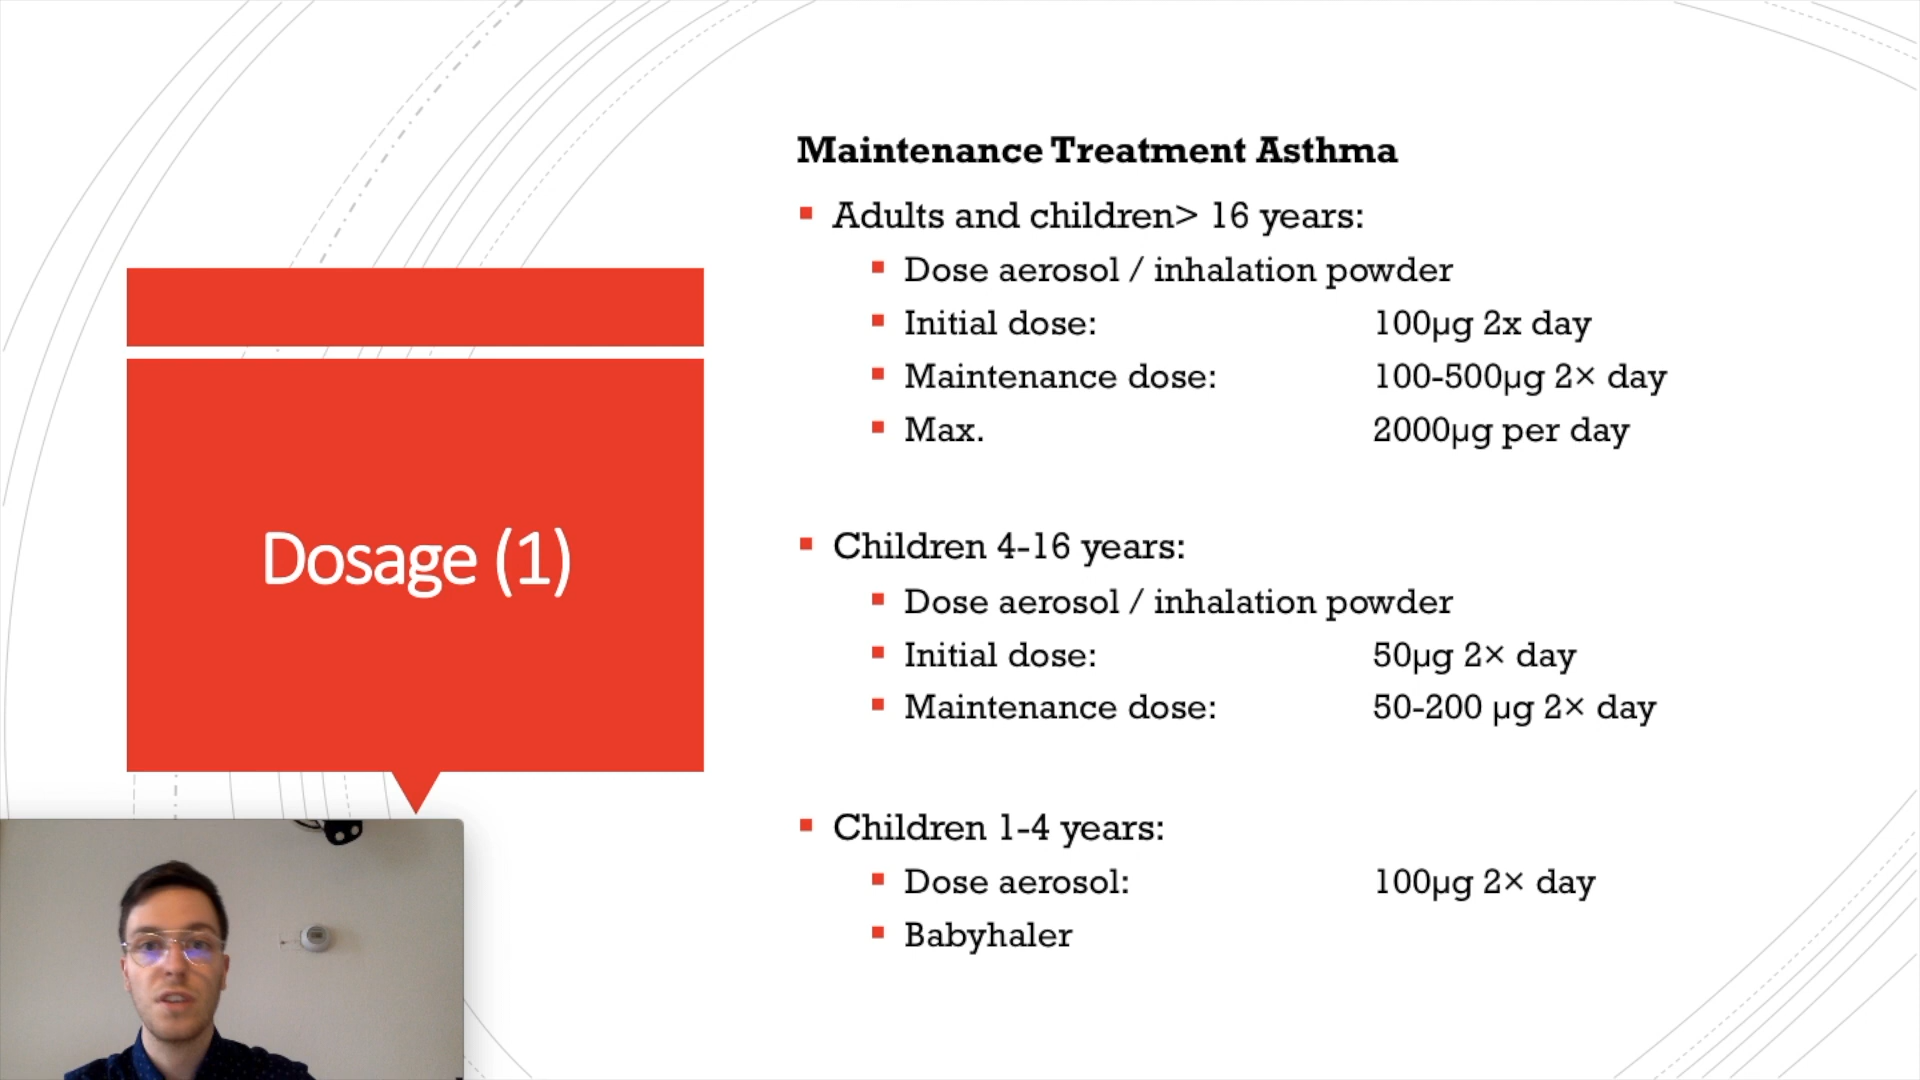 Dosage (1)
Maintenance Treatment Asthma
Adults and children> 16 years:
Dose aerosol / inhalation powder
Initial dose: 100µg 2x day
Maintenance dose: 100-500µg 2× day
Max. 2000µg per day
Children 4-16 years:
Dose aerosol / inhalation powder
Initial dose: 50µg 2× day
Maintenance dose: 50-200 µg 2× day
Children 1-4 years:
Dose aerosol: 100µg 2× day
Babyhaler